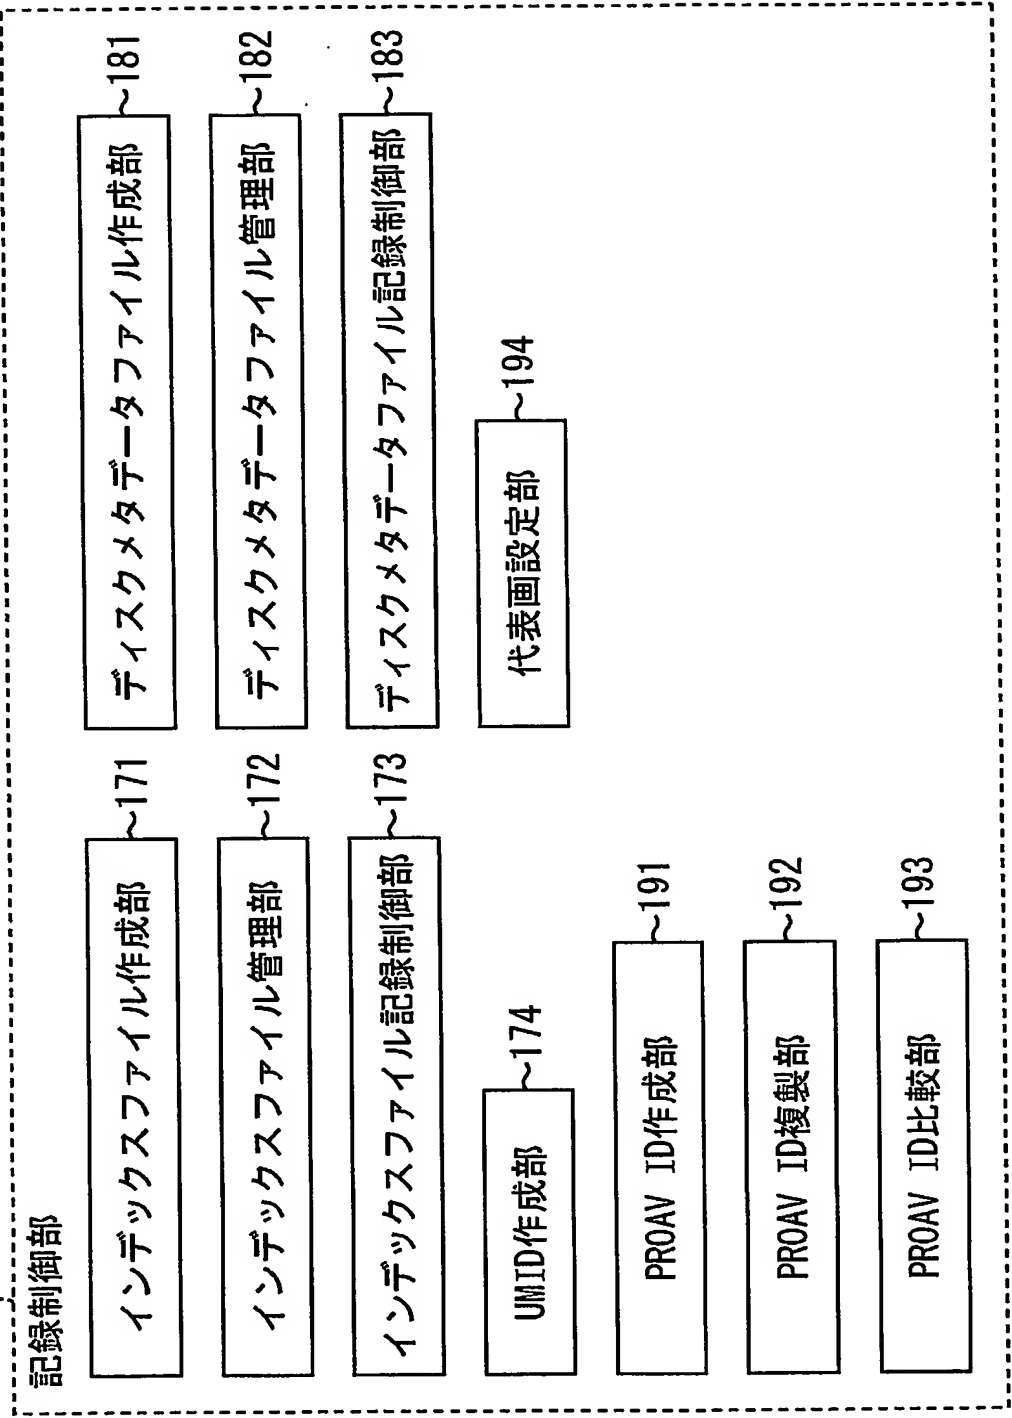 記録制御部
インデックスファイル作成部
～171
インデックスファイル管理部
～172
インデックスファイル記録制御部
～173
UMID作成部
～174
PROAV ID作成部
～191
PROAV ID複製部
～192
PROAV ID比較部
～193
ディスクメタデータファイル作成部
～181
ディスクメタデータファイル管理部
～182
ディスクメタデータファイル記録制御部
～183
代表画設定部
～194